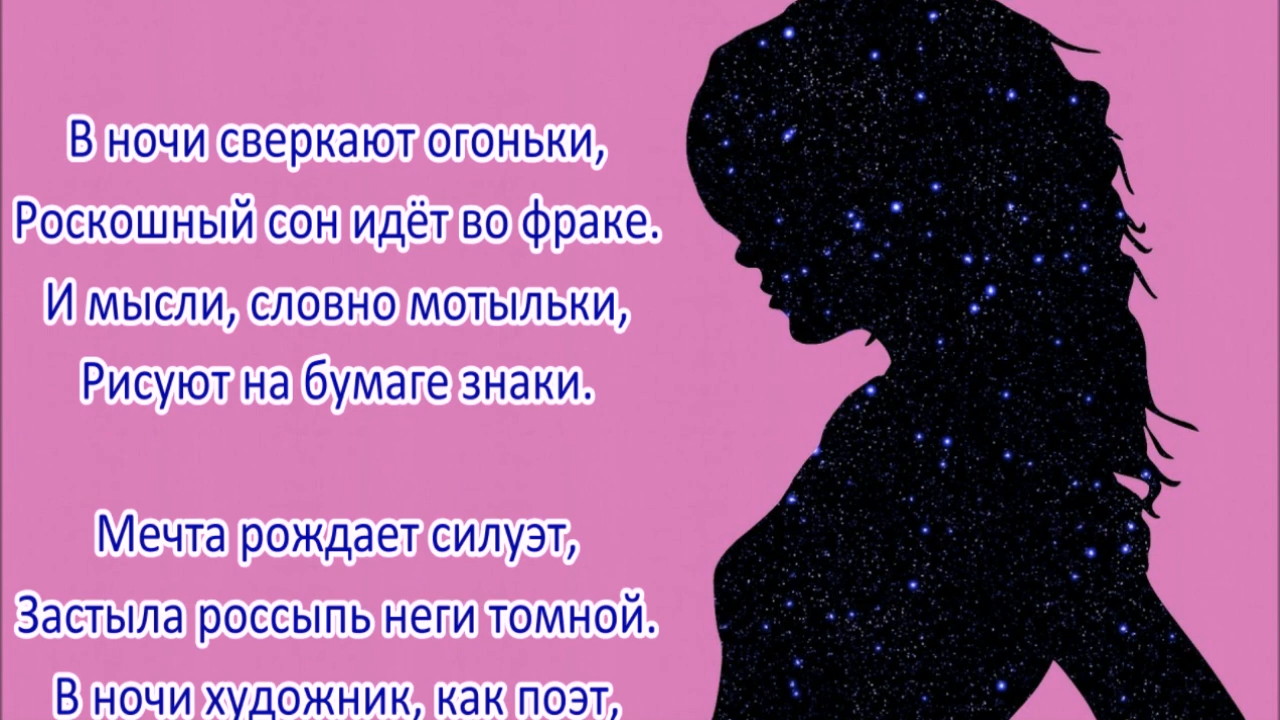 В ночи сверкают огоньки,
Роскошный сон идёт во фраке.
И мысли, словно мотыльки,
Рисуют на бумаге знаки.
Мечта рождает силуэт,
Застыла россыпь неги томной.
В ночи художник, как поэт,